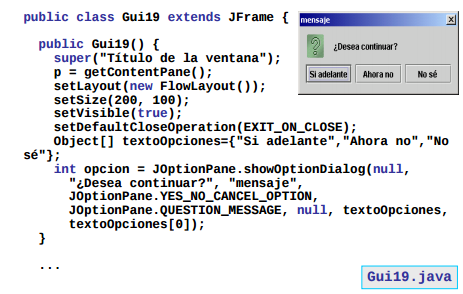 public class Gui19 extends JFrame {
public Gui19() {
super("Título de la ventana");
p = getContentPane();
setLayout(new FlowLayout());
setSize(200, 100);
setVisible(true);
setDefaultCloseOperation(EXIT_ON_CLOSE);
Object[] textoOpciones={"Si adelante","Ahora no","No
sé"};
int opcion = JOptionPane.showOptionDialog(null,
"¿Desea continuar?", "mensaje",
JOptionPane.YES_NO_CANCEL_OPTION,
JOptionPane.QUESTION_MESSAGE, null, textoOpciones,
textoOpciones[0]);
}
...
mensaje
¿Desea continuar?
Si adelante Ahora no No sé
Gui19.java